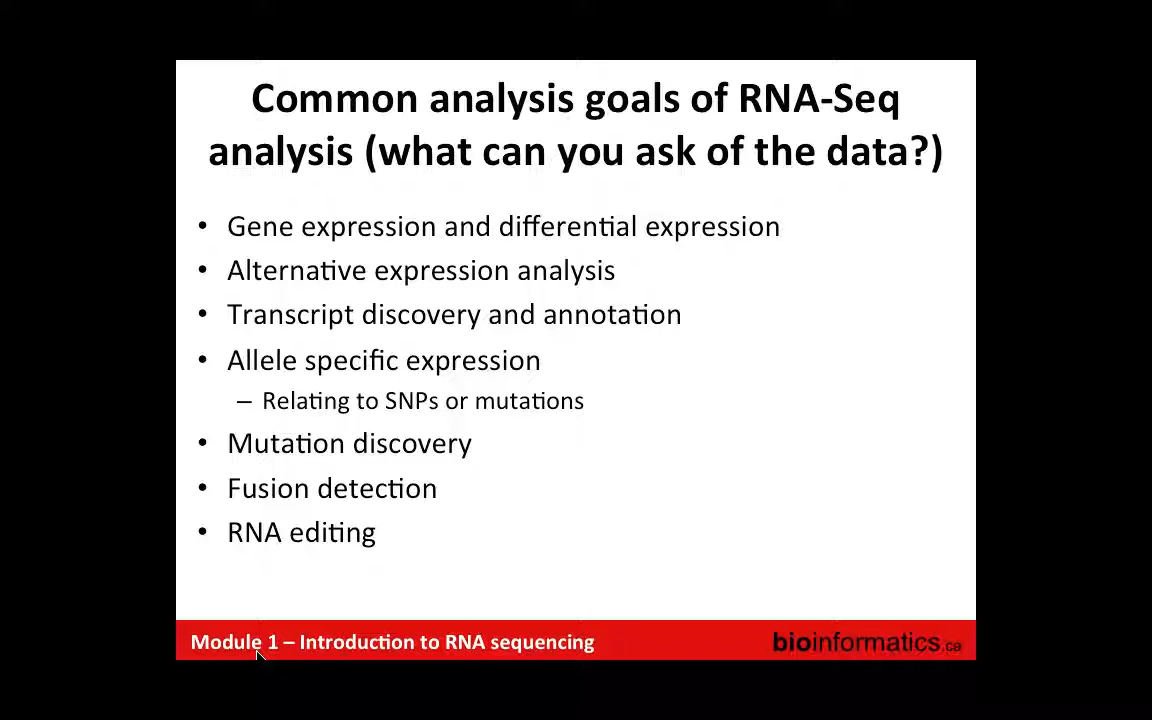 Common analysis goals of RNA-Seq
analysis (what can you ask of the data?)
• Gene expression and differential expression
• Alternative expression analysis
• Transcript discovery and annotation
• Allele specific expression
– Relating to SNPs or mutations
• Mutation discovery
• Fusion detection
• RNA editing
Module 1 – Introduction to RNA sequencing
bioinformatics.ca